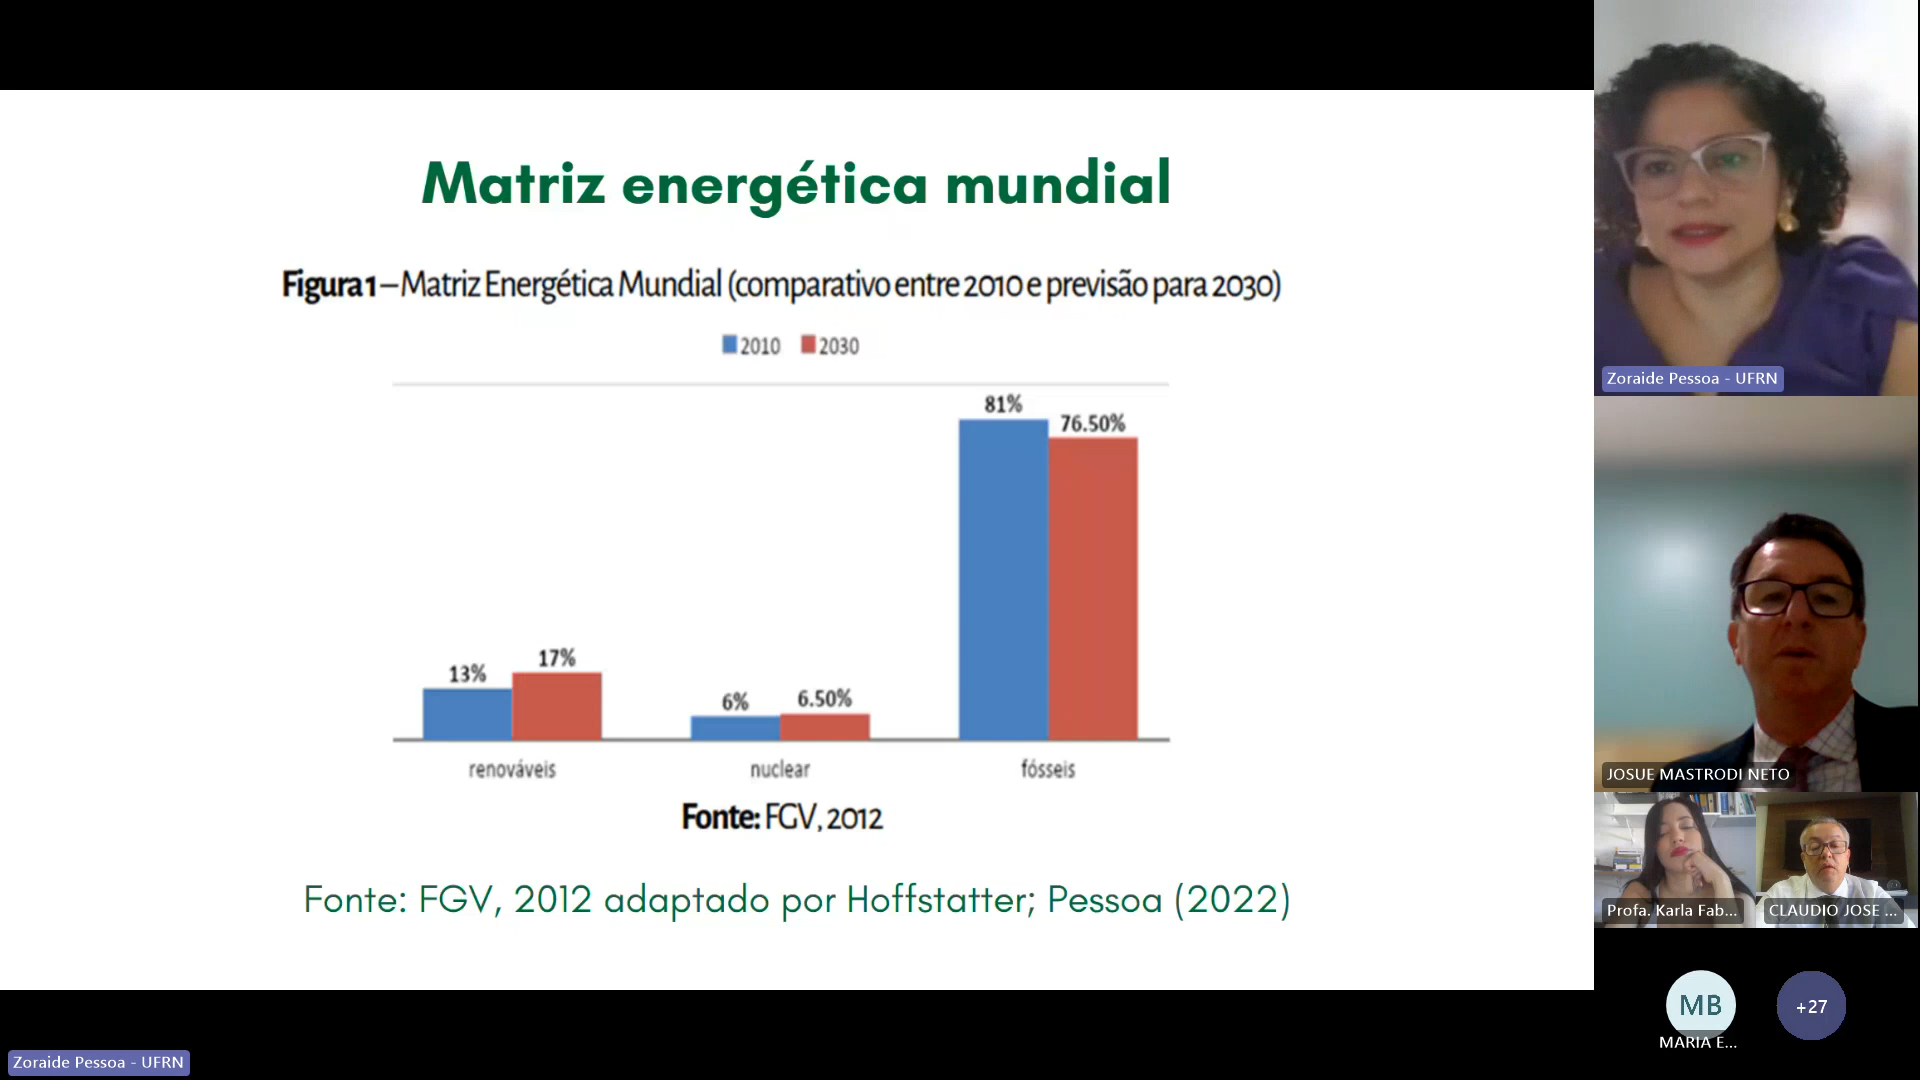 Matriz energética mundial
Figura 1 – Matriz Energética Mundial (comparativo entre 2010 e previsão para 2030)
2010 2030
81%
76.50%
13%
17%
6%
6.50%
renováveis nuclear fósseis
Fonte: FGV, 2012
Fonte: FGV, 2012 adaptado por Hoffstatter; Pessoa (2022)
Zoraide Pessoa - UFRN
JOSUE MASTRODI NETO
Profa. Karla Fab...
CLAUDIO JOSE ...
MB
+27
MARIA E...
Zoraide Pessoa - UFRN